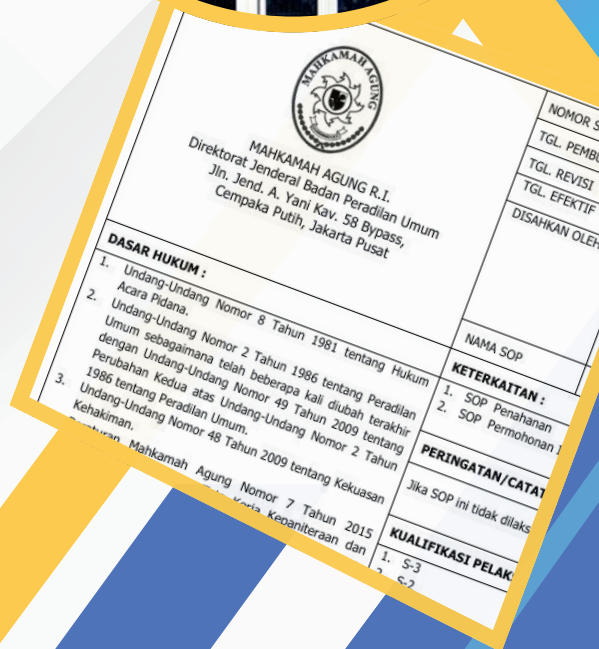 MAHKAMAH AGUNG
MAHKAMAH AGUNG R.I.
Direktorat Jenderal Badan Peradilan Umum
Jln. Jend. A. Yani Kav. 58 Bypass,
Cempaka Putih, Jakarta Pusat
NOMOR S
TGL. PEMBU
TGL. REVISI
TGL. EFEKTIF
DISAHKAN OLEH
NAMA SOP
DASAR HUKUM :
1. Undang-Undang Nomor 8 Tahun 1981 tentang Hukum
Acara Pidana.
2. Undang-Undang Nomor 2 Tahun 1986 tentang Peradilan
Umum sebagaimana telah beberapa kali diubah terakhir
dengan Undang-Undang Nomor 49 Tahun 2009 tentang
Perubahan Kedua atas Undang-Undang Nomor 2 Tahun
1986 tentang Peradilan Umum.
3. Undang-Undang Nomor 48 Tahun 2009 tentang Kekuasan
Kehakiman.
Mahkamah Agung Nomor 7 Tahun 2015
Kerja Kepaniteraan dan
KETERKAITAN :
1. SOP Penahanan
2. SOP Permohonan
PERINGATAN/CATAT
Jika SOP ini tidak dilaks
KUALIFIKASI PELAK
1. S-3
2. S-2